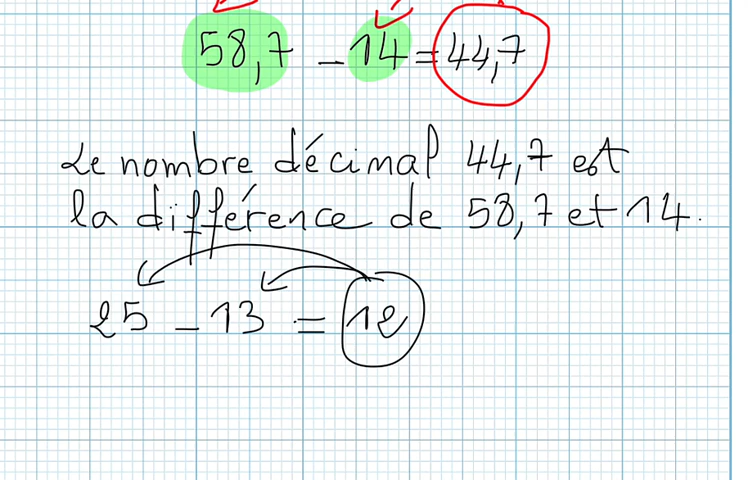 58,7 - 14 = 44,7
Le nombre décimal 44,7 est
la différence de 58,7 et 14.
25 - 13 = 12